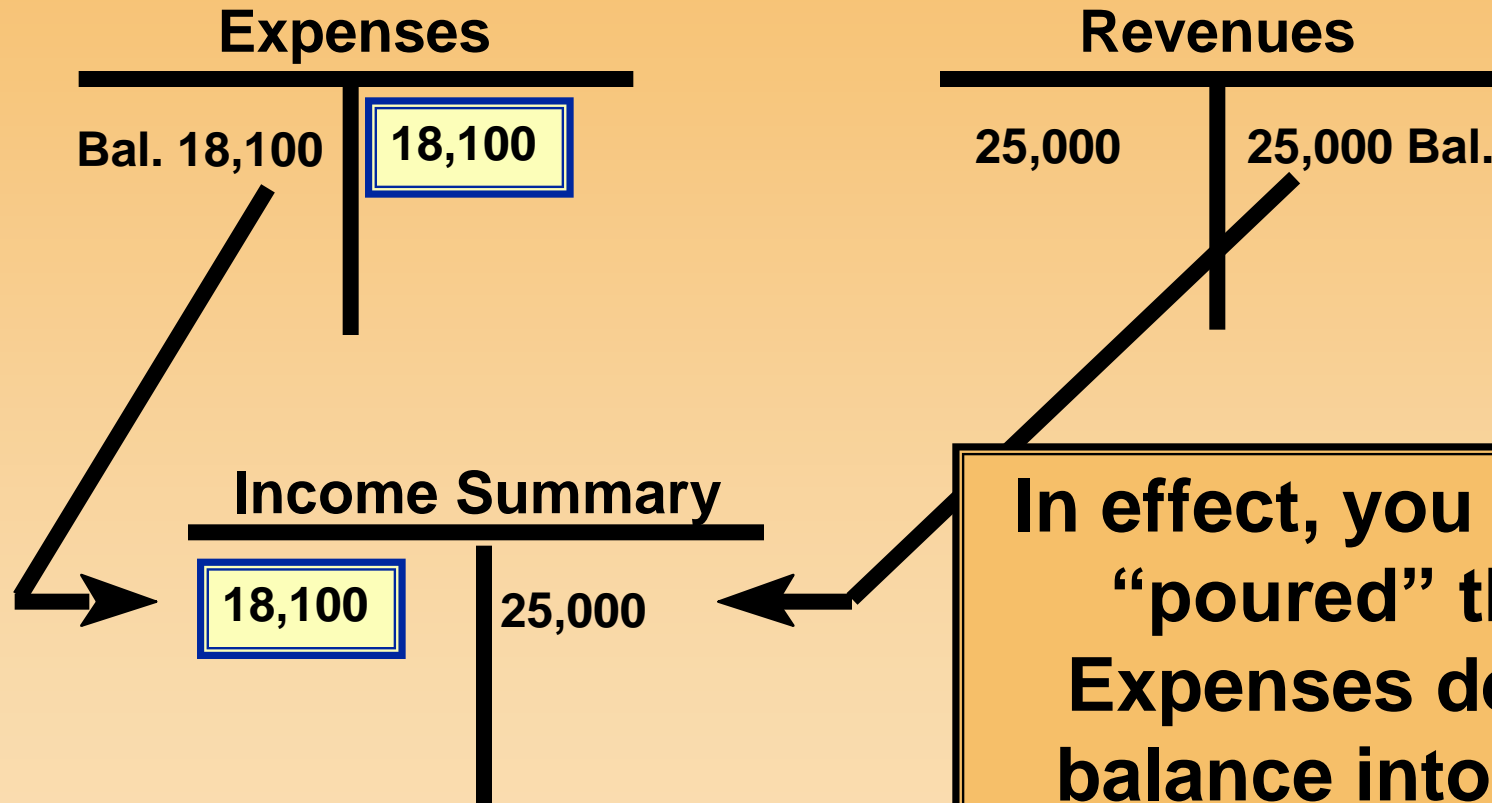 Expenses
Revenues
Bal. 18,100
18,100
25,000
25,000 Bal.
Income Summary
18,100
25,000
In effect, you
“poured”
Expenses
balance into